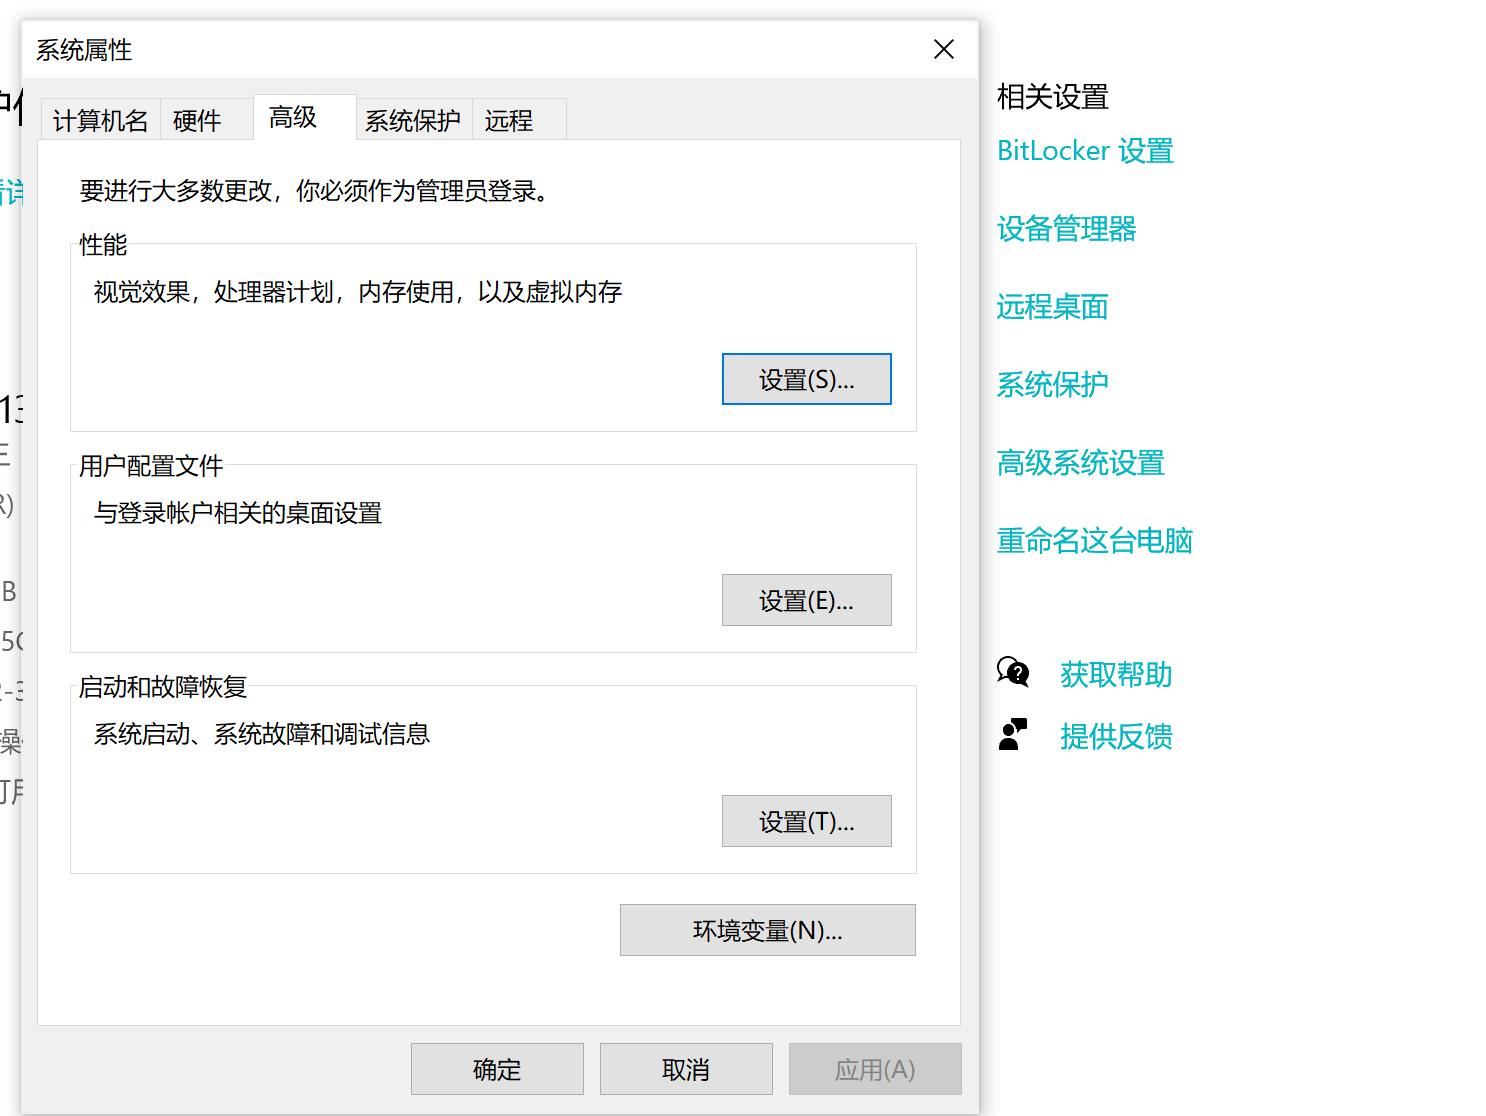 系统属性
计算机名
硬件
高级
系统保护
远程
要进行大多数更改，你必须作为管理员登录。
性能
视觉效果，处理器计划，内存使用，以及虚拟内存
设置(S)...
用户配置文件
与登录帐户相关的桌面设置
设置(E)...
启动和故障恢复
系统启动、系统故障和调试信息
设置(T)...
环境变量(N)...
确定
取消
应用(A)
13
R)
B
操
相关设置
BitLocker 设置
设备管理器
远程桌面
系统保护
高级系统设置
重命名这台电脑
获取帮助
提供反馈